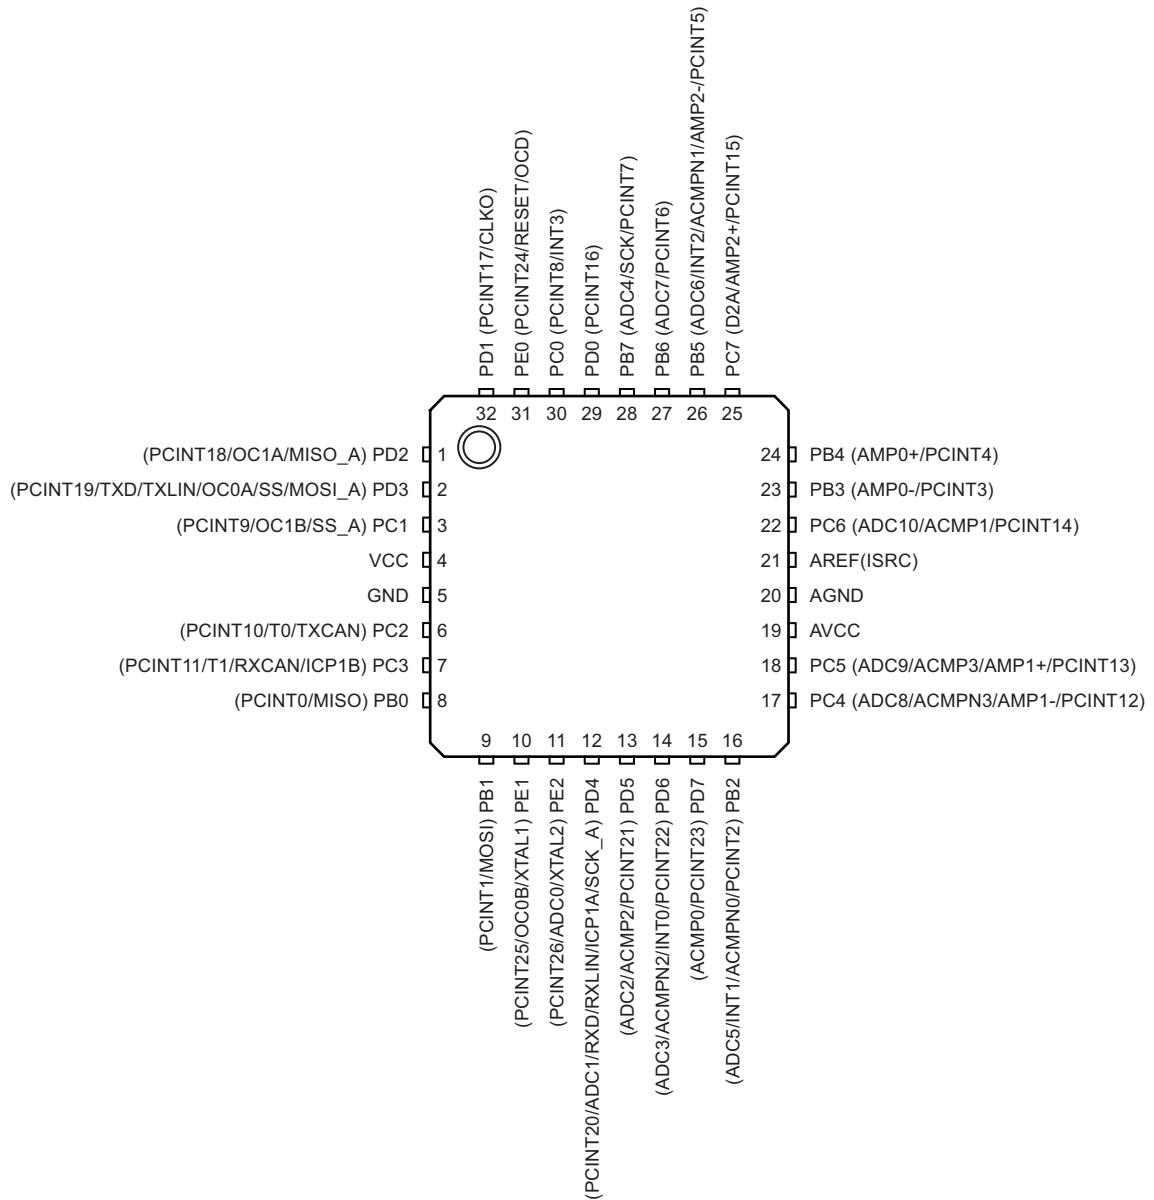 PD1 (PCINT17/CLKO)
PE0 (PCINT24/RESET/OCD)
PC0 (PCINT8/INT3)
PD0 (PCINT16)
PB7 (ADC4/SCK/PCINT7)
PB6 (ADC7/PCINT6)
PB5 (ADC6/INT2/ACMPN1/AMP2-/PCINT5)
PC7 (D2A/AMP2+/PCINT15)
32 31 30 29 28 27 26 25
(PCINT18/OC1A/MISO_A) PD2 1
(PCINT19/TXD/TXLIN/OC0A/SS/MOSI_A) PD3 2
(PCINT9/OC1B/SS_A) PC1 3
VCC 4
GND 5
(PCINT10/T0/TXCAN) PC2 6
(PCINT11/T1/RXCAN/ICP1B) PC3 7
(PCINT0/MISO) PB0 8
24 PB4 (AMP0+/PCINT4)
23 PB3 (AMP0-/PCINT3)
22 PC6 (ADC10/ACMP1/PCINT14)
21 AREF(ISRC)
20 AGND
19 AVCC
18 PC5 (ADC9/ACMP3/AMP1+/PCINT13)
17 PC4 (ADC8/ACMPN3/AMP1-/PCINT12)
9 10 11 12 13 14 15 16
(PCINT1/MOSI) PB1
(PCINT25/OC0B/XTAL1) PE1
(PCINT26/ADC0/XTAL2) PE2
(PCINT20/ADC1/RXD/RXLIN/ICP1A/SCK_A) PD4
(ADC2/ACMP2/PCINT21) PD5
(ADC3/ACMPN2/INT0/PCINT22) PD6
(ACMP0/PCINT23) PD7
(ADC5/INT1/ACMPN0/PCINT2) PB2